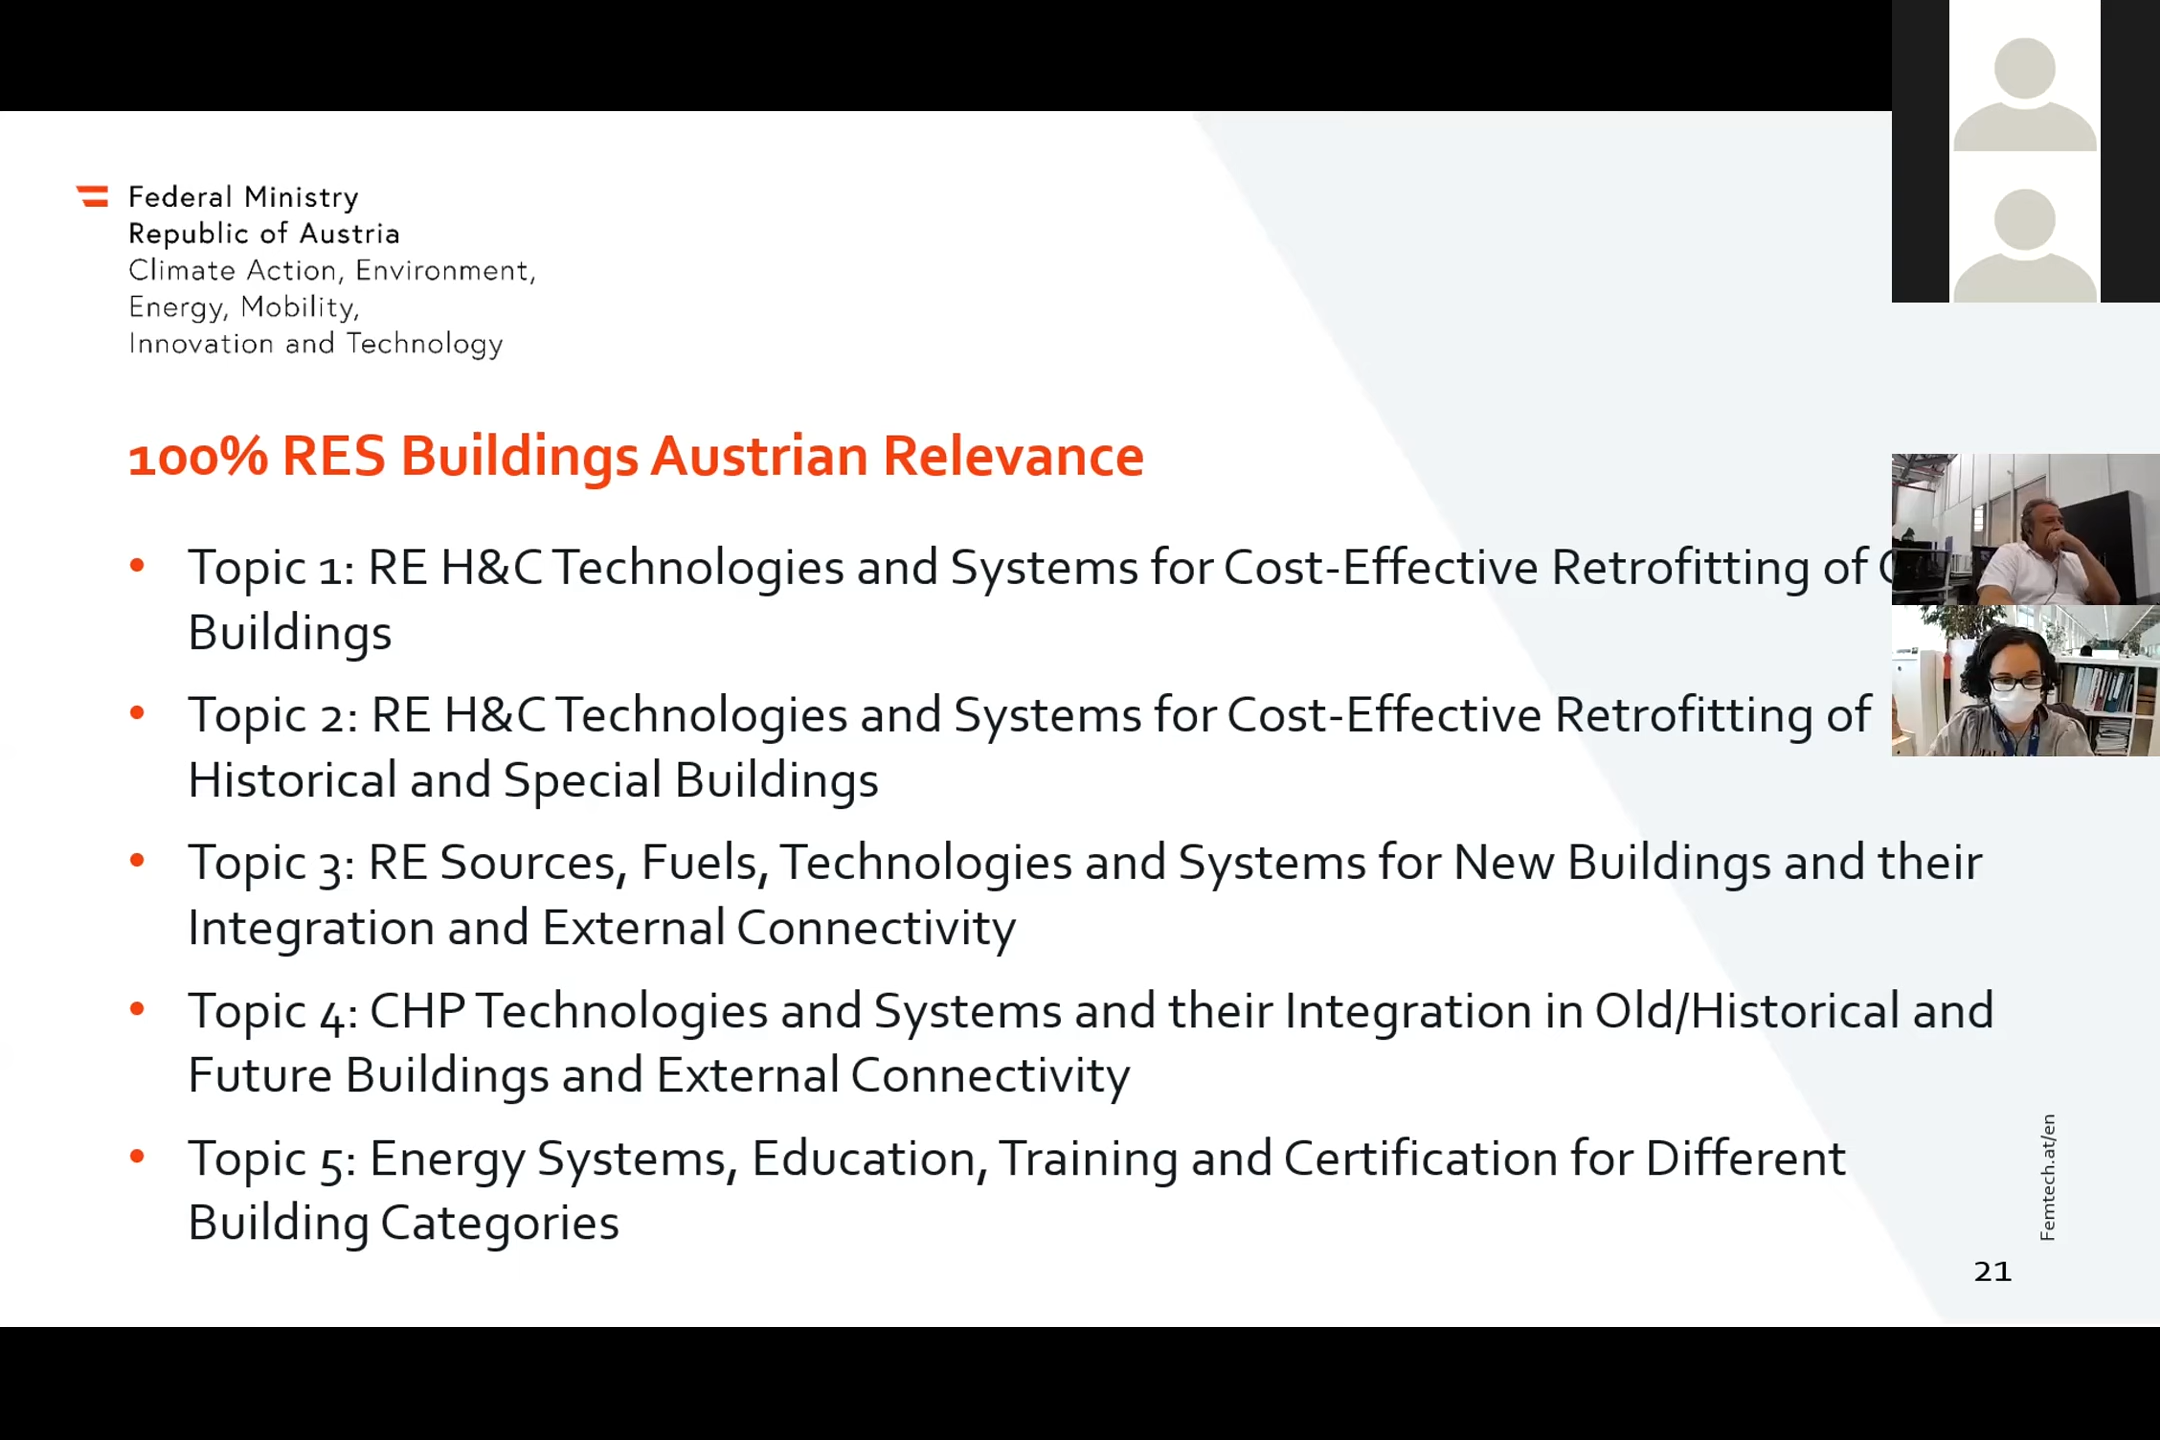 Federal Ministry
Republic of Austria
Climate Action, Environment,
Energy, Mobility,
Innovation and Technology
100% RES Buildings Austrian Relevance
• Topic 1: RE H&C Technologies and Systems for Cost-Effective Retrofitting of
Buildings
• Topic 2: RE H&C Technologies and Systems for Cost-Effective Retrofitting of
Historical and Special Buildings
• Topic 3: RE Sources, Fuels, Technologies and Systems for New Buildings and their
Integration and External Connectivity
• Topic 4: CHP Technologies and Systems and their Integration in Old/Historical and
Future Buildings and External Connectivity
• Topic 5: Energy Systems, Education, Training and Certification for Different
Building Categories
Femtech.at/en
21